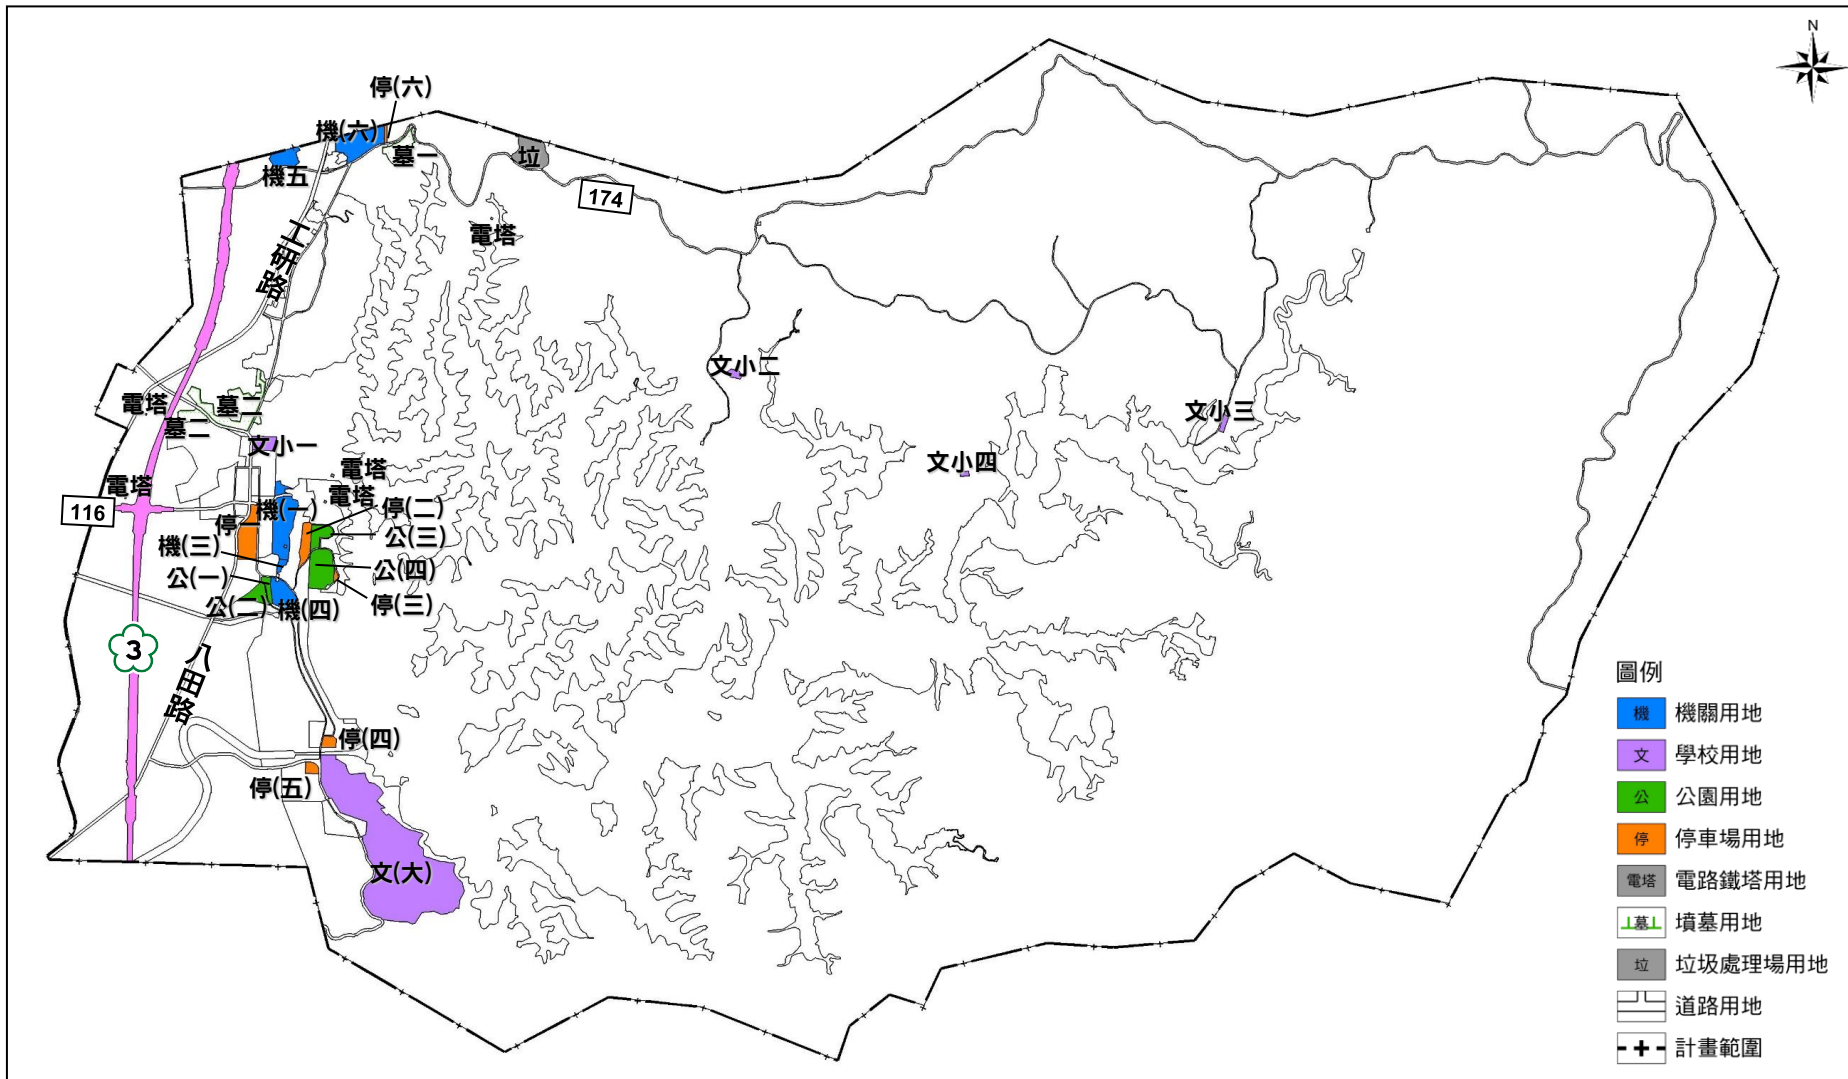 N
停(六)
機(六)
墓一
垃
機五
174
工研路
電塔
文小二
電塔
墓二
墓二
文小三
文小一
文小四
電塔
電塔
電塔
116
機(一)
停(二)
停一
公(三)
機(三)
公(四)
公(一)
停(三)
公(二)
機(四)
3
八田路
停(四)
停(五)
文(大)
圖例
機 機關用地
文 學校用地
公 公園用地
停 停車場用地
電塔 電路鐵塔用地
墓 墳墓用地
垃 垃圾處理場用地
道路用地
計畫範圍